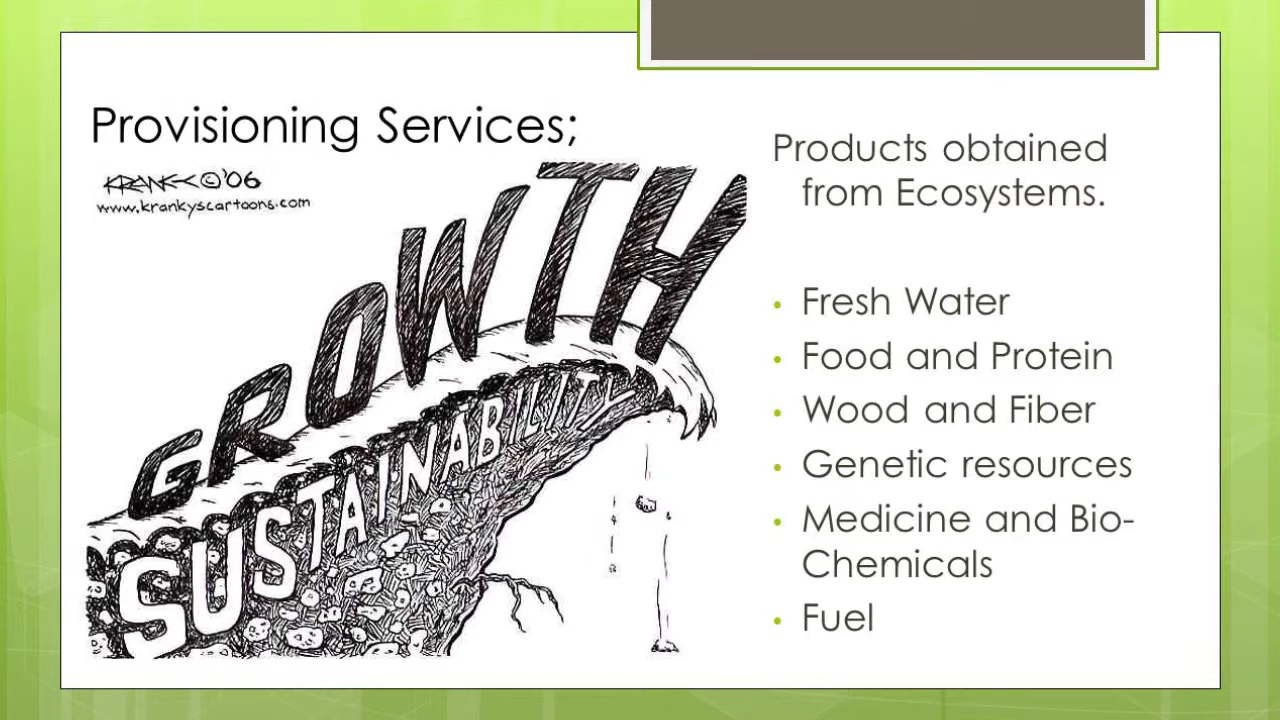 Provisioning Services;
KRANK © '06
www.krankyscartoons.com
GROWTH
SUSTAINABILITY
Products obtained
from Ecosystems.
• Fresh Water
• Food and Protein
• Wood and Fiber
• Genetic resources
• Medicine and Bio-
Chemicals
• Fuel